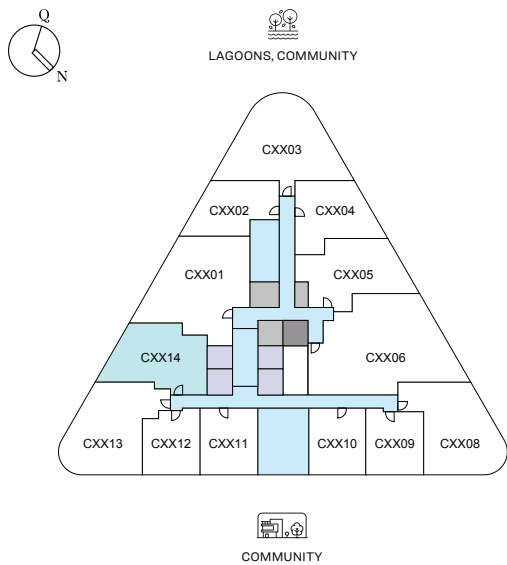 Q
N
LAGOONS, COMMUNITY
CXX03
CXX02
CXX04
CXX01
CXX05
CXX14
CXX06
CXX13
CXX12
CXX11
CXX10
CXX09
CXX08
COMMUNITY